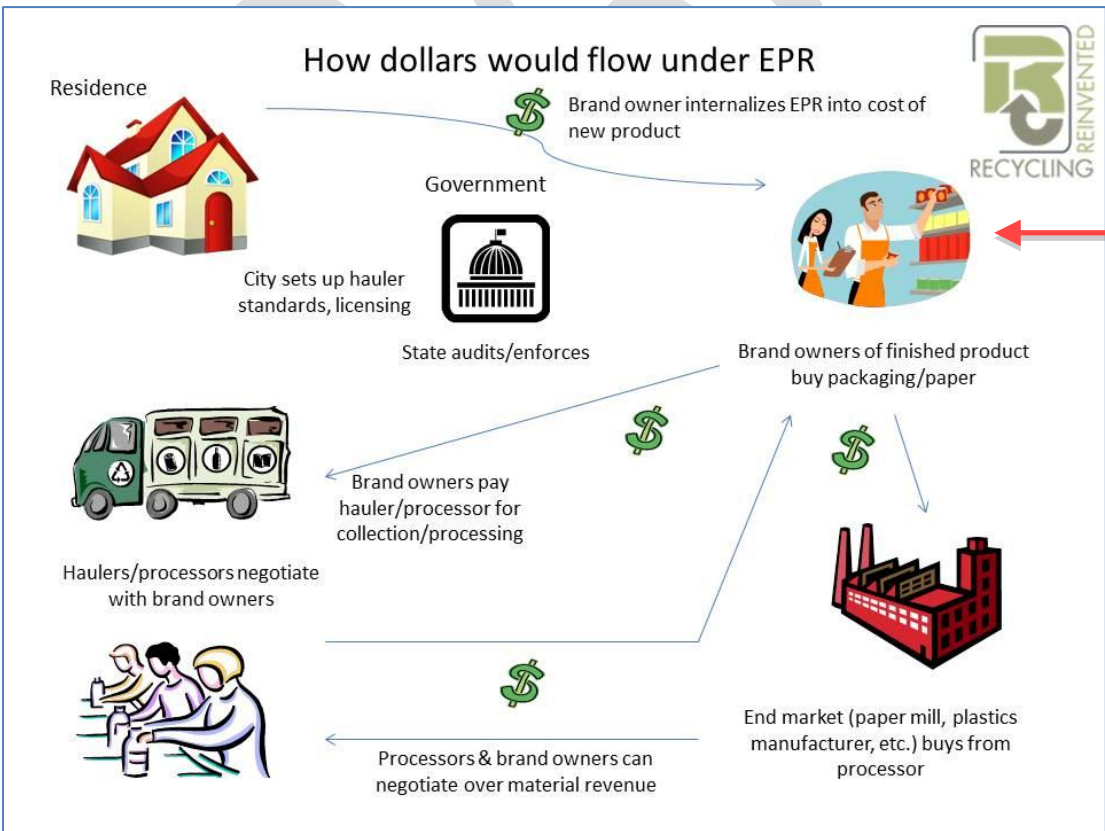 How dollars would flow under EPR
Residence
Brand owner internalizes EPR into cost of
new product
RECYCLING
REINVENTED
Government
City sets up hauler
standards, licensing
State audits/enforces
Brand owners of finished product
buy packaging/paper
Brand owners pay
hauler/processor for
collection/processing
Haulers/processors negotiate
with brand owners
End market (paper mill, plastics
manufacturer, etc.) buys from
processor
Processors & brand owners can
negotiate over material revenue